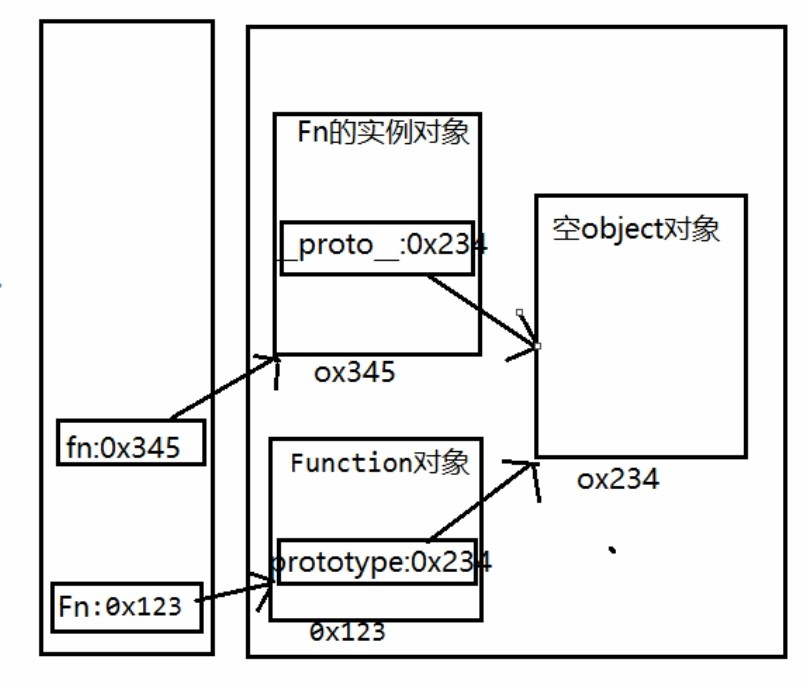 Fn的实例对象
__proto__:0x234
空object对象
ox345
fn:0x345
Function对象
ox234
prototype:0x234
Fn:0x123
0x123